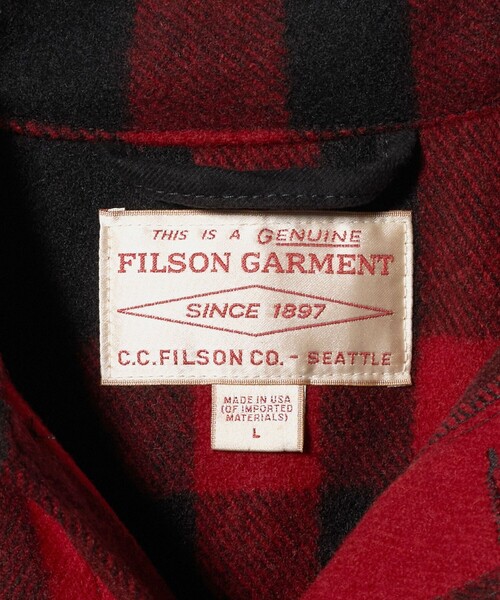 THIS IS A GENUINE
FILSON GARMENT
SINCE 1897
C.C.FILSON CO. - SEATTLE
MADE IN USA
(OF IMPORTED
MATERIALS)
L